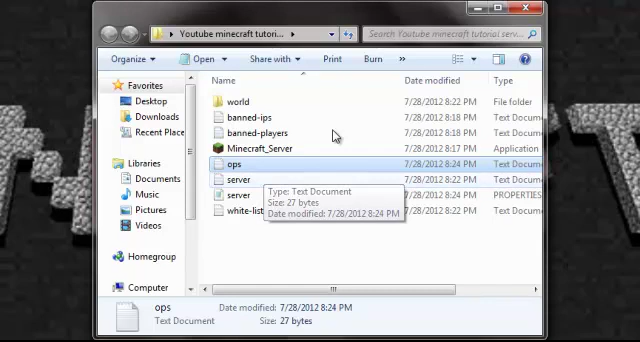 Youtube minecraft tutori...
Search Youtube minecraft tutorial serv...
Organize Open Share with Print Burn »
Name Date modified Type
Favorites
Desktop
Downloads
Recent Place
Libraries
Documents
Music
Pictures
Videos
Homegroup
Computer
world 7/28/2012 8:22 PM File folder
banned-ips 7/28/2012 8:18 PM Text Docum
banned-players 7/28/2012 8:18 PM Text Docum
Minecraft_Server 7/28/2012 8:14 PM
ops 7/28/2012 8:24 PM Text Docum
server 7/28/2012 8:22 PM Text Docum
server 7/28/2012 8:22 PM PROPERTIES
white-list 7/28/2012 8:18 PM Text Docum
Type: Text Document
Size: 27 bytes
Date modified: 7/28/2012 8:24 PM
ops Date modified: 7/28/2012 8:24 PM
Text Document Size: 27 bytes